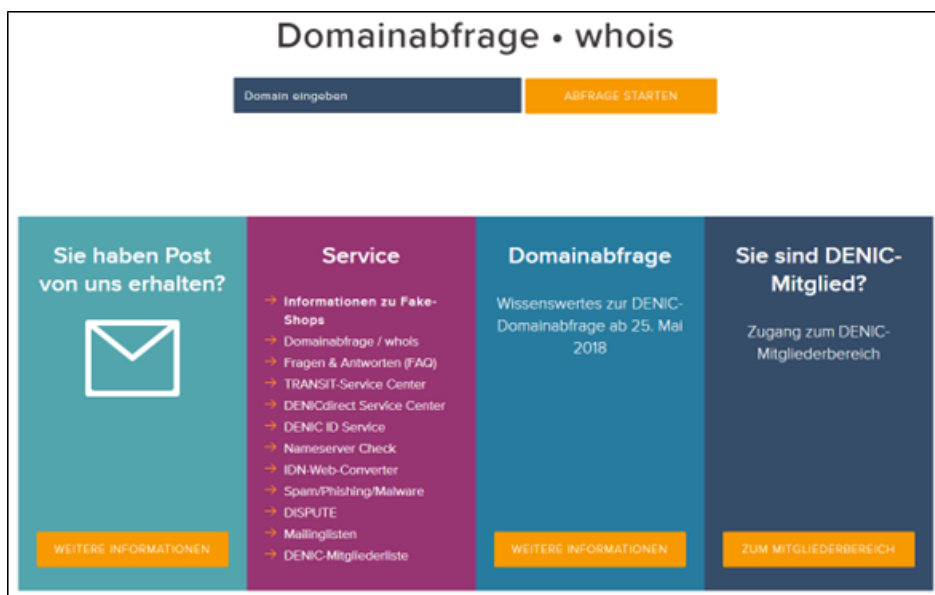 Domainabfrage • whois
Domain eingeben
ABFRAGE STARTEN
Sie haben Post
von uns erhalten?
WEITERE INFORMATIONEN
Service
→ Informationen zu Fake-
Shops
→ Domainabfrage / whois
→ Fragen & Antworten (FAQ)
→ TRANSIT-Service Center
→ DENICdirect Service Center
→ DENIC ID Service
→ Nameserver Check
→ IDN-Web-Converter
→ Spam/Phishing/Malware
→ DISPUTE
→ Mailinglisten
→ DENIC-Mitgliederliste
Domainabfrage
Wissenswertes zur DENIC-
Domainabfrage ab 25. Mai
2018
WEITERE INFORMATIONEN
Sie sind DENIC-
Mitglied?
Zugang zum DENIC-
Mitgliederbereich
ZUM MITGLIEDERBEREICH